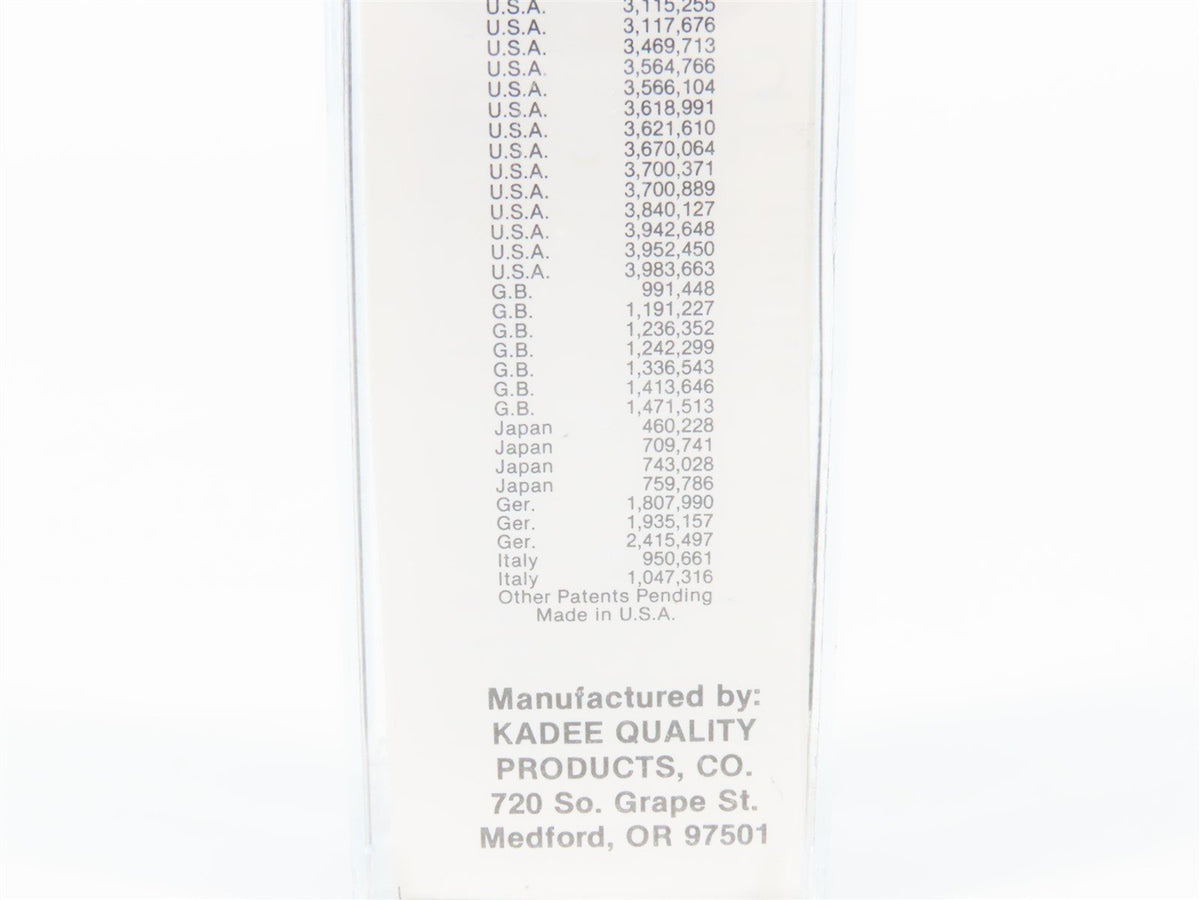 U.S.A. 3,115,255
U.S.A. 3,117,676
U.S.A. 3,469,713
U.S.A. 3,564,766
U.S.A. 3,566,104
U.S.A. 3,618,991
U.S.A. 3,621,610
U.S.A. 3,670,064
U.S.A. 3,700,371
U.S.A. 3,700,889
U.S.A. 3,840,127
U.S.A. 3,942,648
U.S.A. 3,952,450
U.S.A. 3,983,663
G.B. 991,448
G.B. 1,191,227
G.B. 1,236,352
G.B. 1,242,299
G.B. 1,336,543
G.B. 1,413,646
G.B. 1,471,513
Japan 460,228
Japan 709,741
Japan 743,028
Japan 759,786
Ger. 1,807,990
Ger. 1,935,157
Ger. 2,415,497
Italy 950,661
Italy 1,047,316
Other Patents Pending
Made in U.S.A.
Manufactured by:
KADEE QUALITY
PRODUCTS, CO.
720 So. Grape St.
Medford, OR 97501